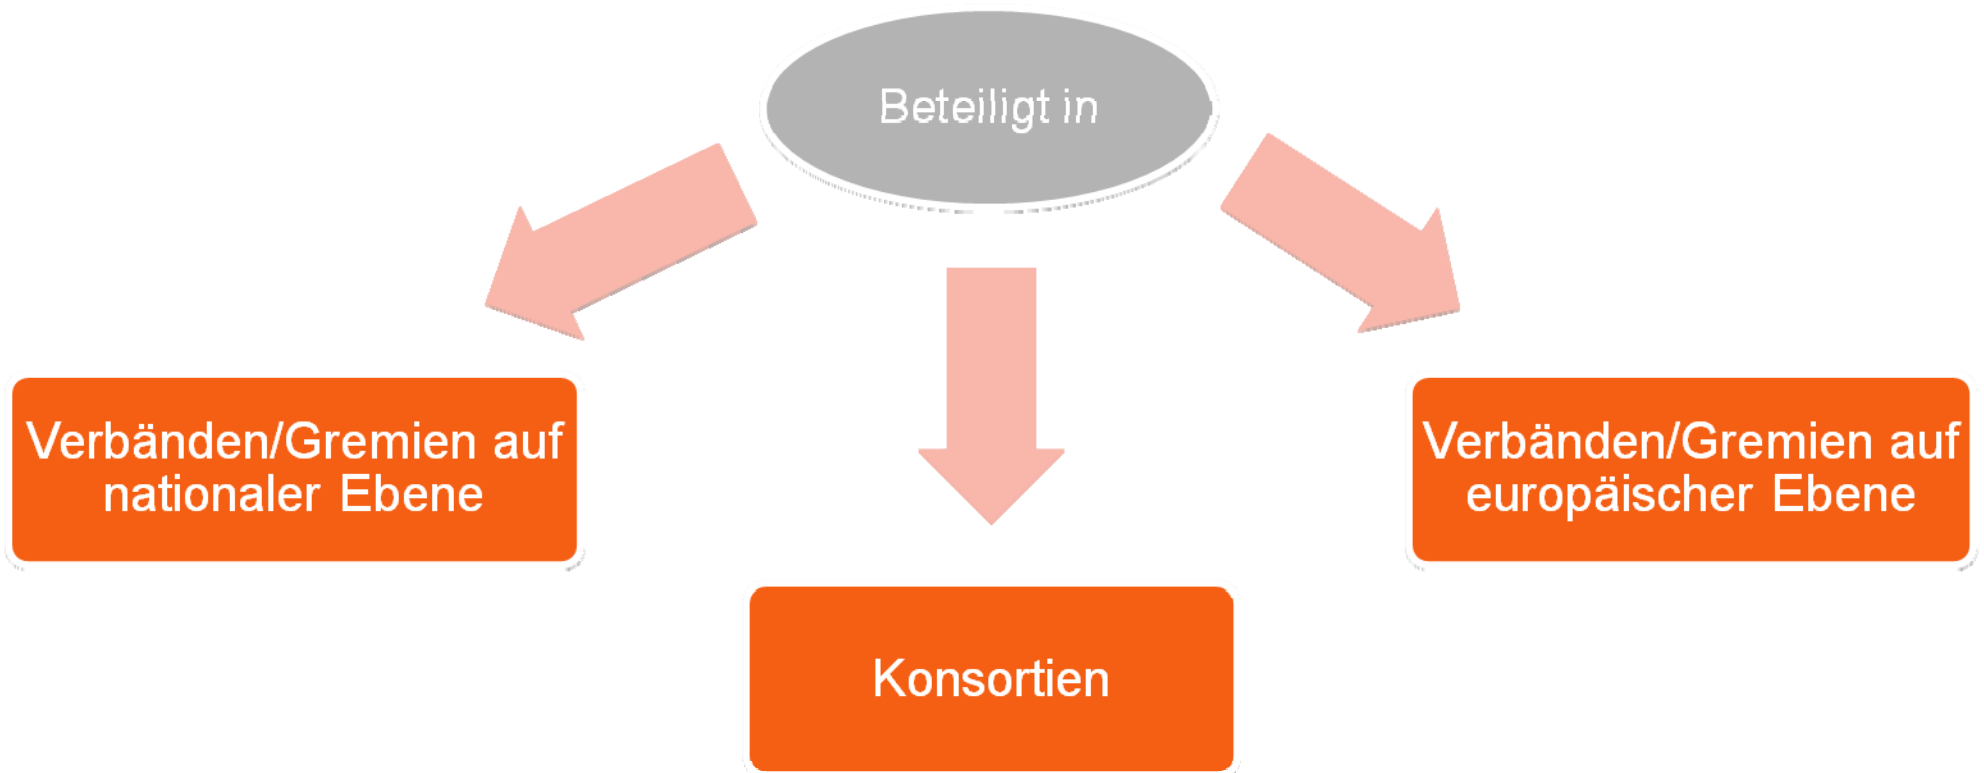 Beteiligt in
Verbänden/Gremien auf
nationaler Ebene
Verbänden/Gremien auf
europäischer Ebene
Konsortien